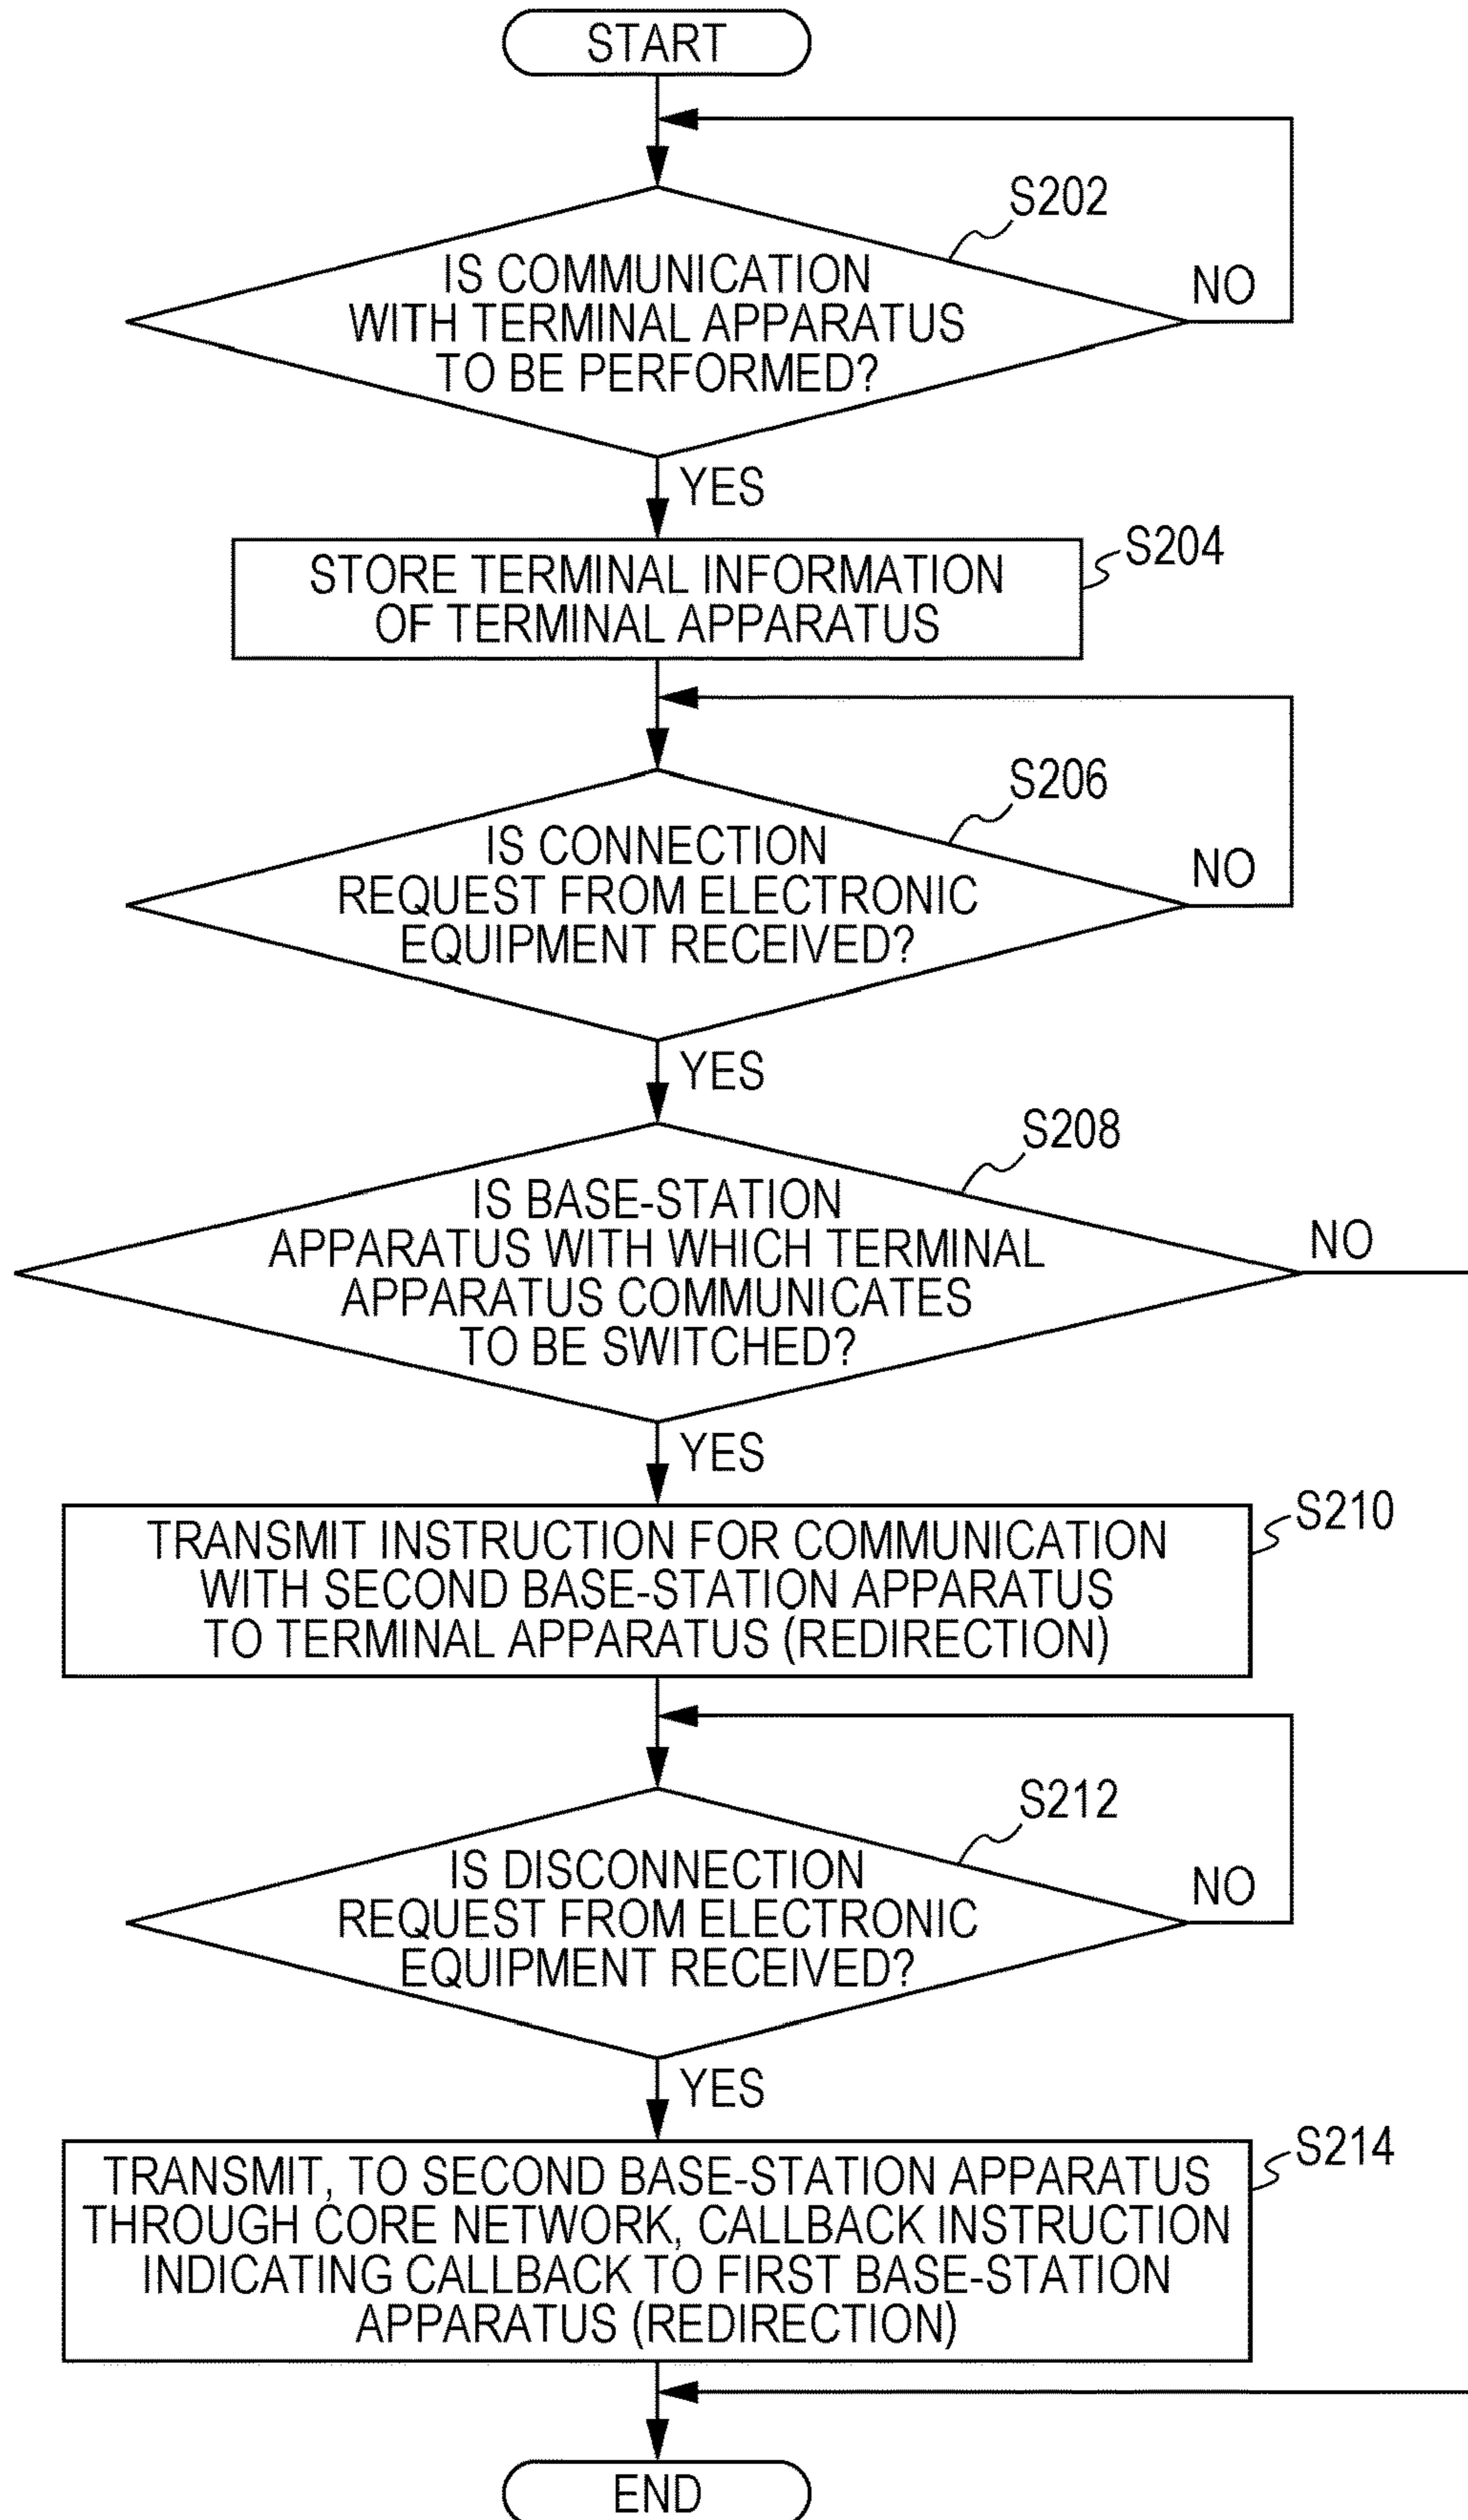 START
S202
IS COMMUNICATION
WITH TERMINAL APPARATUS
TO BE PERFORMED?
NO
YES
S204
STORE TERMINAL INFORMATION
OF TERMINAL APPARATUS
S206
IS CONNECTION
REQUEST FROM ELECTRONIC
EQUIPMENT RECEIVED?
NO
YES
S208
IS BASE-STATION
APPARATUS WITH WHICH TERMINAL
APPARATUS COMMUNICATES
TO BE SWITCHED?
NO
YES
S210
TRANSMIT INSTRUCTION FOR COMMUNICATION
WITH SECOND BASE-STATION APPARATUS
TO TERMINAL APPARATUS (REDIRECTION)
S212
IS DISCONNECTION
REQUEST FROM ELECTRONIC
EQUIPMENT RECEIVED?
NO
YES
S214
TRANSMIT, TO SECOND BASE-STATION APPARATUS
THROUGH CORE NETWORK, CALLBACK INSTRUCTION
INDICATING CALLBACK TO FIRST BASE-STATION
APPARATUS (REDIRECTION)
END